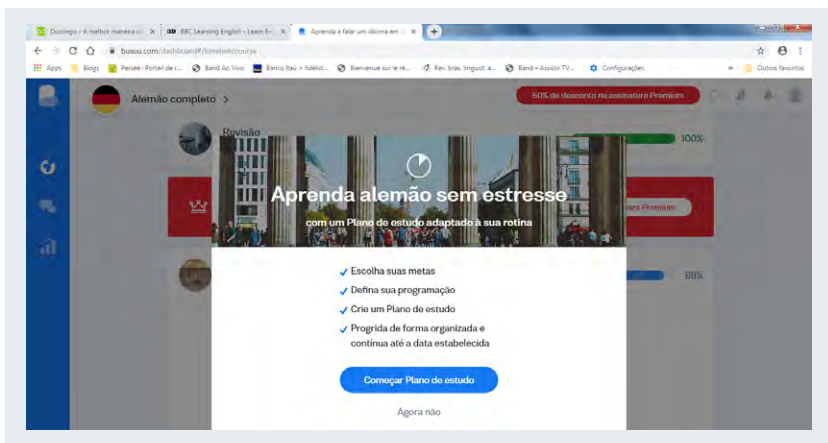 Duolingo - A melhor maneira de
BBC Learning English - Learn En
Aprenda a falar um idioma em
busuu.com/dashboard#/timeline/course
Apps Blogs Persée : Portail de r... Band Ao Vivo Banco Itaú > fidelid... Bienvenue sur le ré... Rev. bras. linguíst. a... Band – Assistir TV... Configurações » Outros favoritos
Alemão completo >
50% de desconto na assinatura Premium
Revisão
100%
Aprenda alemão sem estresse
para Premium
com um Plano de estudo adaptado à sua rotina
88%
✓ Escolha suas metas
✓ Defina sua programação
✓ Crie um Plano de estudo
✓ Progrida de forma organizada e
contínua até a data estabelecida
Começar Plano de estudo
Agora não